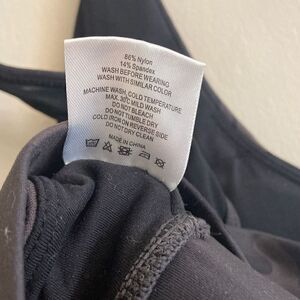 86% Nylon
14% Spandex
WASH BEFORE WEARING
WASH WITH SIMILAR COLOR
MACHINE WASH, COLD TEMPERATURE
MAX. 30C MILD WASH
DO NOT BLEACH
DO NOT TUMBLE DRY
COLD IRON ON REVERSE SIDE
DO NOT DRY CLEAN
MADE IN CHINA